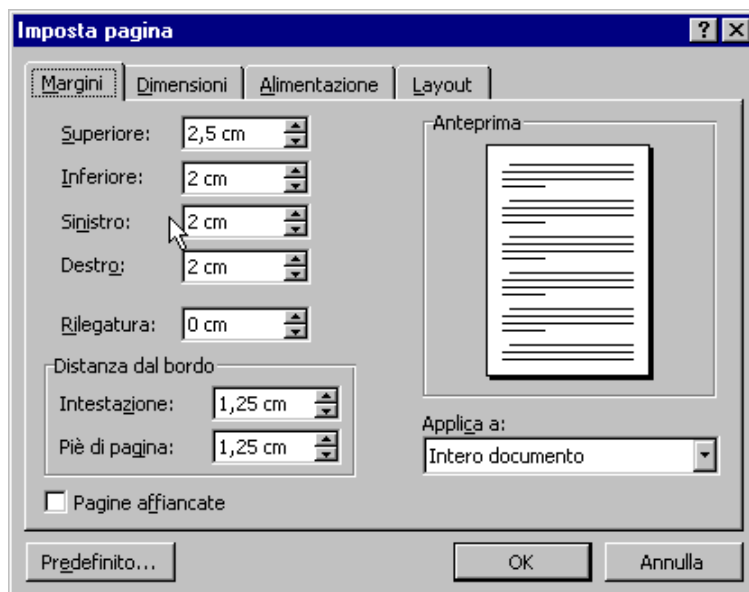 Imposta pagina
Margini Dimensioni Alimentazione Layout
Superiore: 2,5 cm
Inferiore: 2 cm
Sinistro: 2 cm
Destro: 2 cm
Rilegatura: 0 cm
Distanza dal bordo
Intestazione: 1,25 cm
Piè di pagina: 1,25 cm
Pagine affiancate
Anteprima
Applica a:
Intero documento
Predefinito... OK Annulla